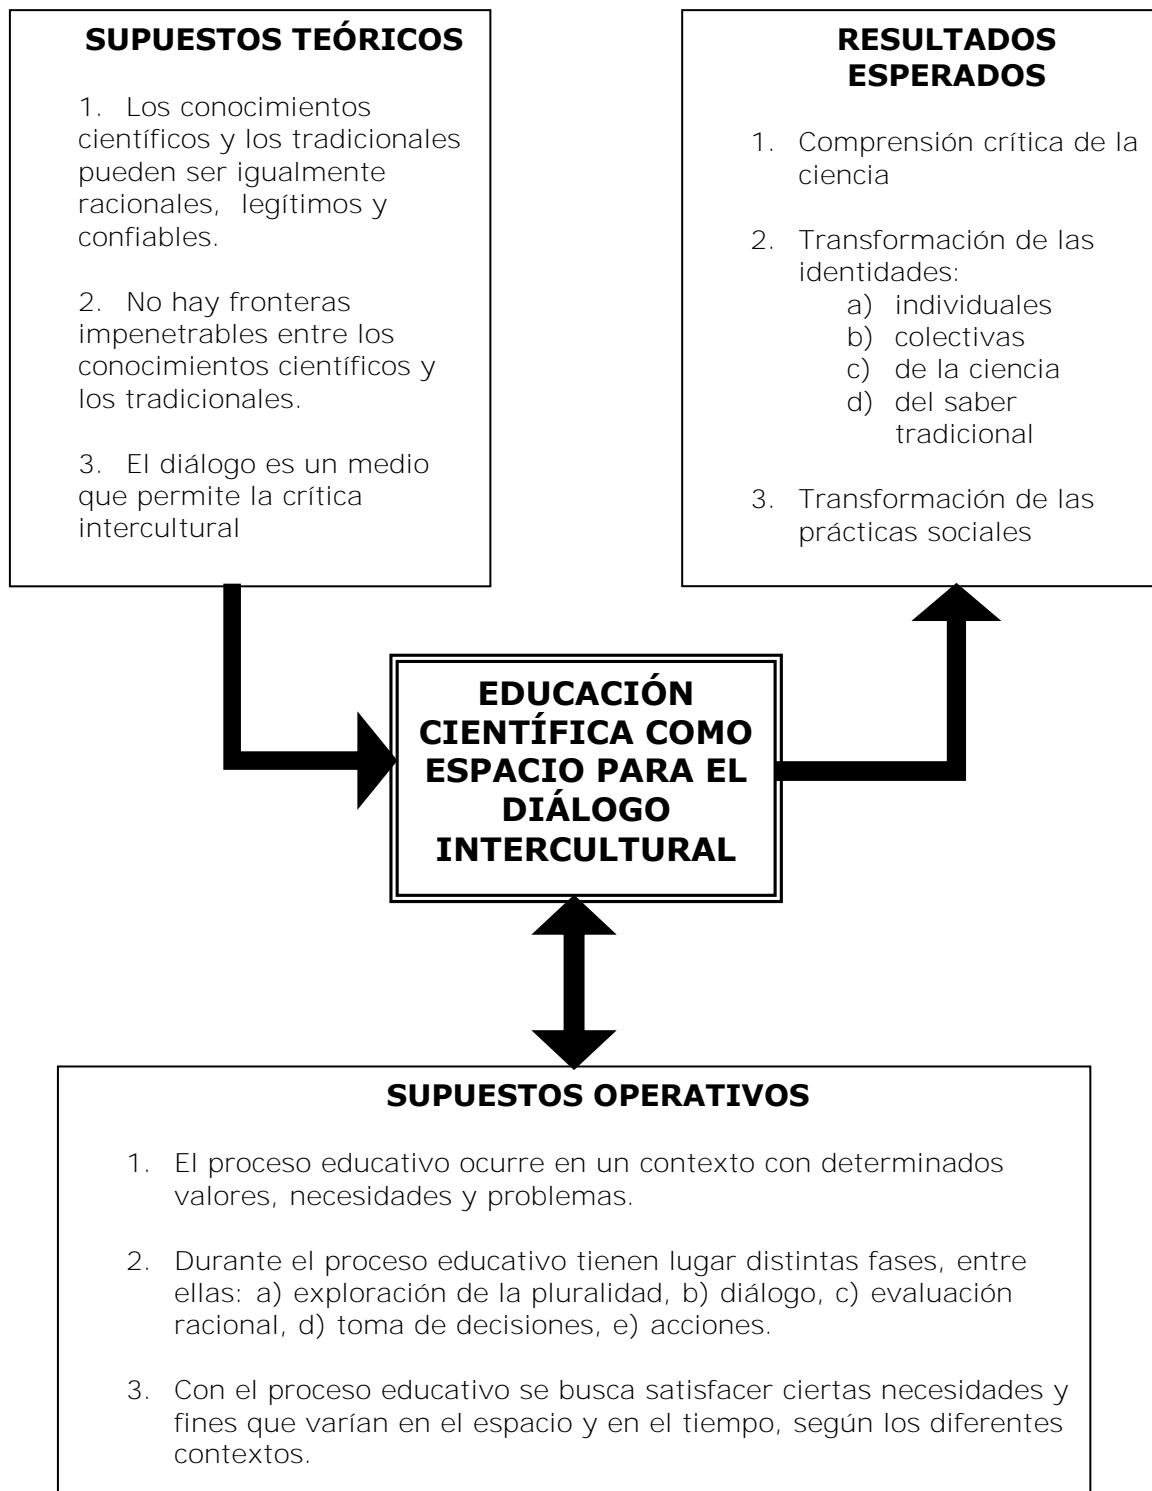 SUPUESTOS TEÓRICOS
1. Los conocimientos
científicos y los tradicionales
pueden ser igualmente
racionales, legítimos y
confiables.
2. No hay fronteras
impenetrables entre los
conocimientos científicos y
los tradicionales.
3. El diálogo es un medio
que permite la crítica
intercultural
RESULTADOS
ESPERADOS
1. Comprensión crítica de la
ciencia
2. Transformación de las
identidades:
a) individuales
b) colectivas
c) de la ciencia
d) del saber
tradicional
3. Transformación de las
prácticas sociales
EDUCACIÓN
CIENTÍFICA COMO
ESPACIO PARA EL
DIÁLOGO
INTERCULTURAL
SUPUESTOS OPERATIVOS
1. El proceso educativo ocurre en un contexto con determinados
valores, necesidades y problemas.
2. Durante el proceso educativo tienen lugar distintas fases, entre
ellas: a) exploración de la pluralidad, b) diálogo, c) evaluación
racional, d) toma de decisiones, e) acciones.
3. Con el proceso educativo se busca satisfacer ciertas necesidades y
fines que varían en el espacio y en el tiempo, según los diferentes
contextos.